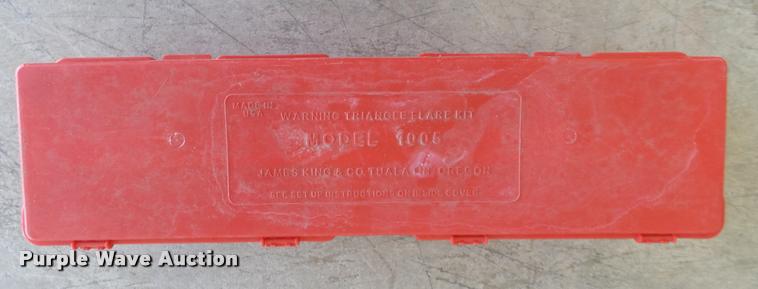 MADE IN
USA
WARNING TRIANGLE FLARE KIT
MODEL 1005
JAMES KING & CO. TUALATIN, OREGON
SEE SET UP INSTRUCTIONS ON INSIDE COVER
Purple Wave Auction